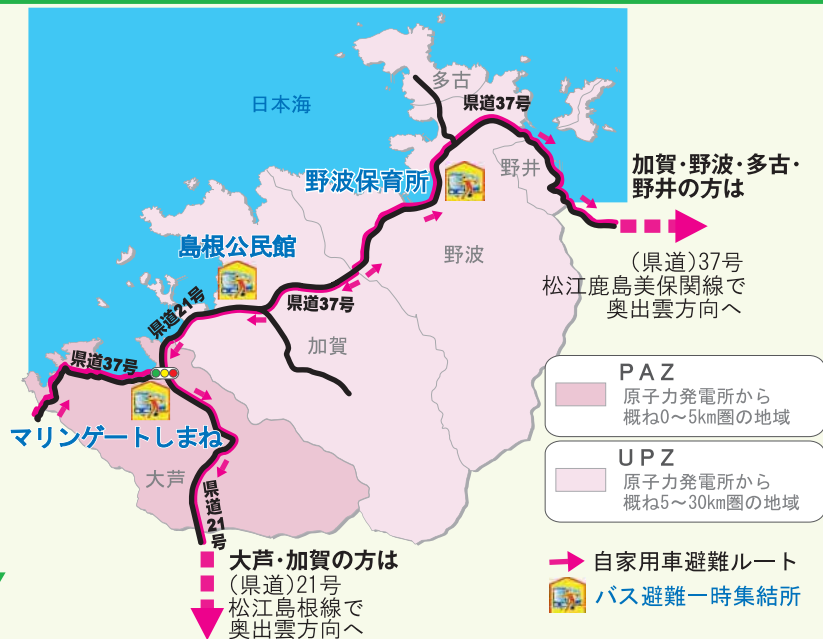 多古
県道37号
日本海
野井
加賀・野波・多古・
野井の方は
野波保育所
(県道)37号
松江鹿島美保関線で
奥出雲方向へ
野波
島根公民館
県道37号
県道21号
加賀
県道37号
マリンゲートしまね
大芦
県道21号
PAZ
原子力発電所から
概ね0～5km圏の地域
UPZ
原子力発電所から
概ね5～30km圏の地域
大芦・加賀の方は
(県道)21号
松江島根線で
奥出雲方向へ
自家用車避難ルート
バス避難一時集結所